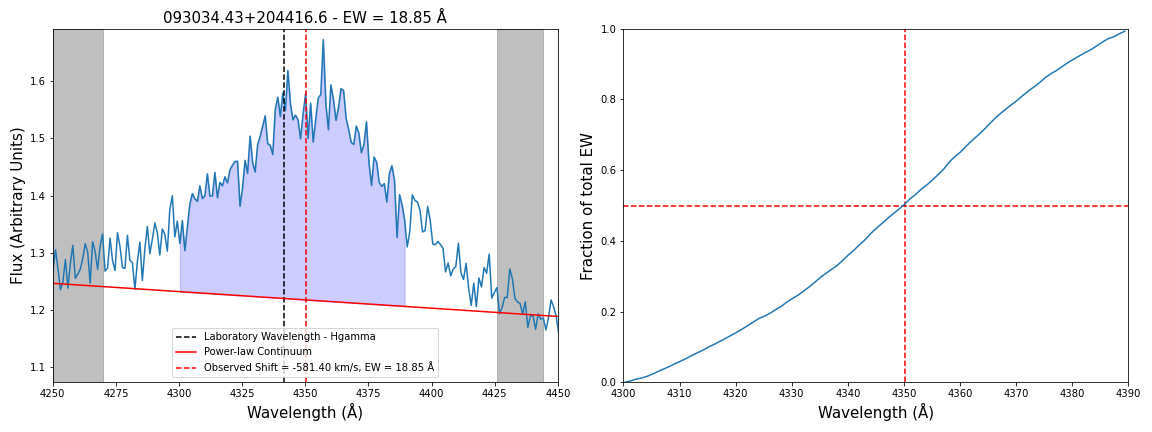 093034.43+204416.6 - EW = 18.85 Å
Flux (Arbitrary Units)
1.6
1.5
1.4
1.3
1.2
1.1
Laboratory Wavelength - Hgamma
Power-law Continuum
Observed Shift = -581.40 km/s, EW = 18.85 Å
4250 4275 4300 4325 4350 4375 4400 4425 4450
Wavelength (Å)
Fraction of total EW
1.0
0.8
0.6
0.4
0.2
0.0
4300 4310 4320 4330 4340 4350 4360 4370 4380 4390
Wavelength (Å)